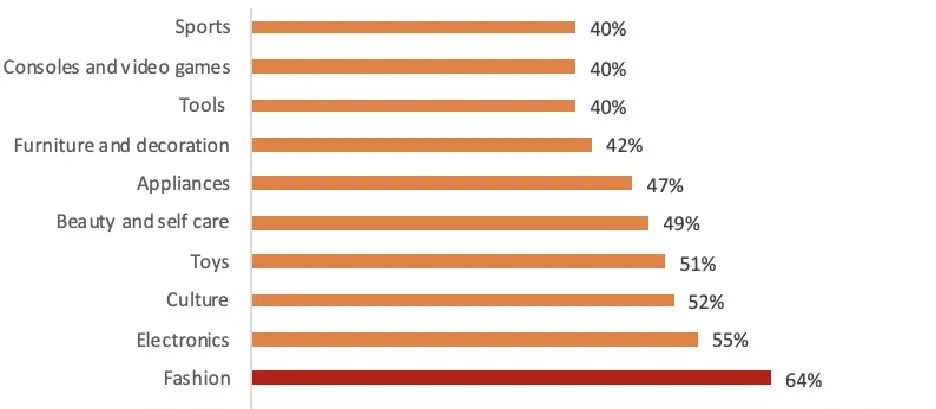 Sports 40%
Consoles and video games 40%
Tools 40%
Furniture and decoration 42%
Appliances 47%
Beauty and self care 49%
Toys 51%
Culture 52%
Electronics 55%
Fashion 64%